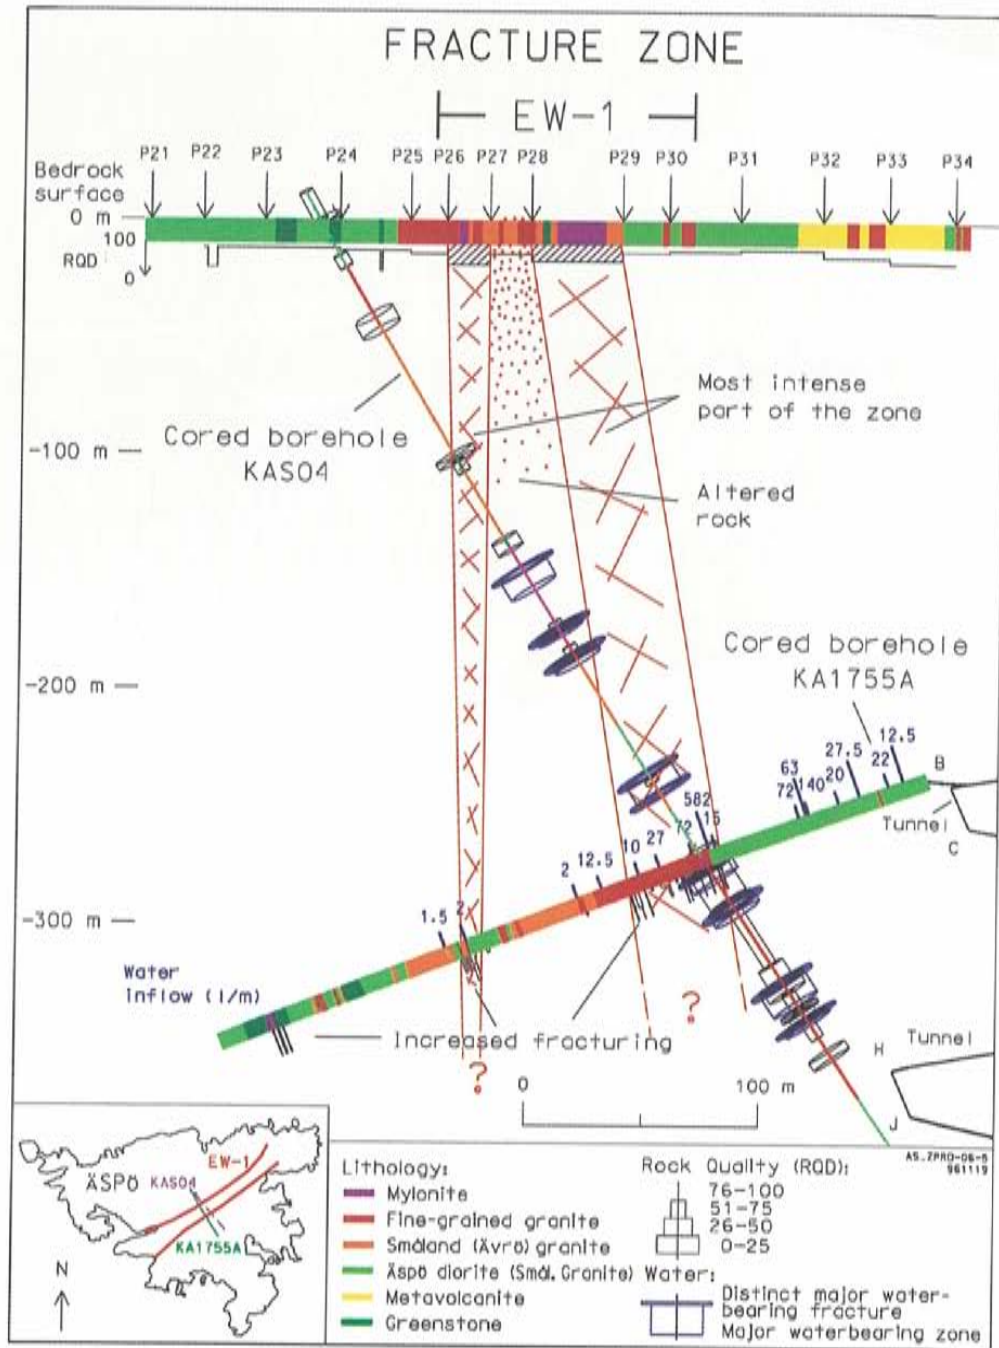 FRACTURE ZONE
EW-1
P21 P22 P23 P24 P25 P26 P27 P28 P29 P30 P31 P32 P33 P34
Bedrock
surface
0 m
100
RQD
0
Most intense
part of the zone
Cored borehole
KAS04
-100 m
Altered
rock
Cored borehole
KA1755A
-200 m
12.5
27.5
22
B
63
20
140
72
582
15
Tunnel
C
72
27
10
12.5
2
-300 m
1.5
2
Water
inflow (l/m)
?
Increased fracturing
?
H
Tunnel
0
100 m
J
AS_ZPRO-06-5
961119
EW-1
ÄSPÖ
KAS04
KA1755A
N
Lithology:
Mylonite
Fine-grained granite
Småland (Ävrö) granite
Äspö diorite (Smål. Granite)
Metavolcanite
Greenstone
Rock Quality (RQD):
76-100
51-75
26-50
0-25
Water:
Distinct major water-
bearing fracture
Major waterbearing zone